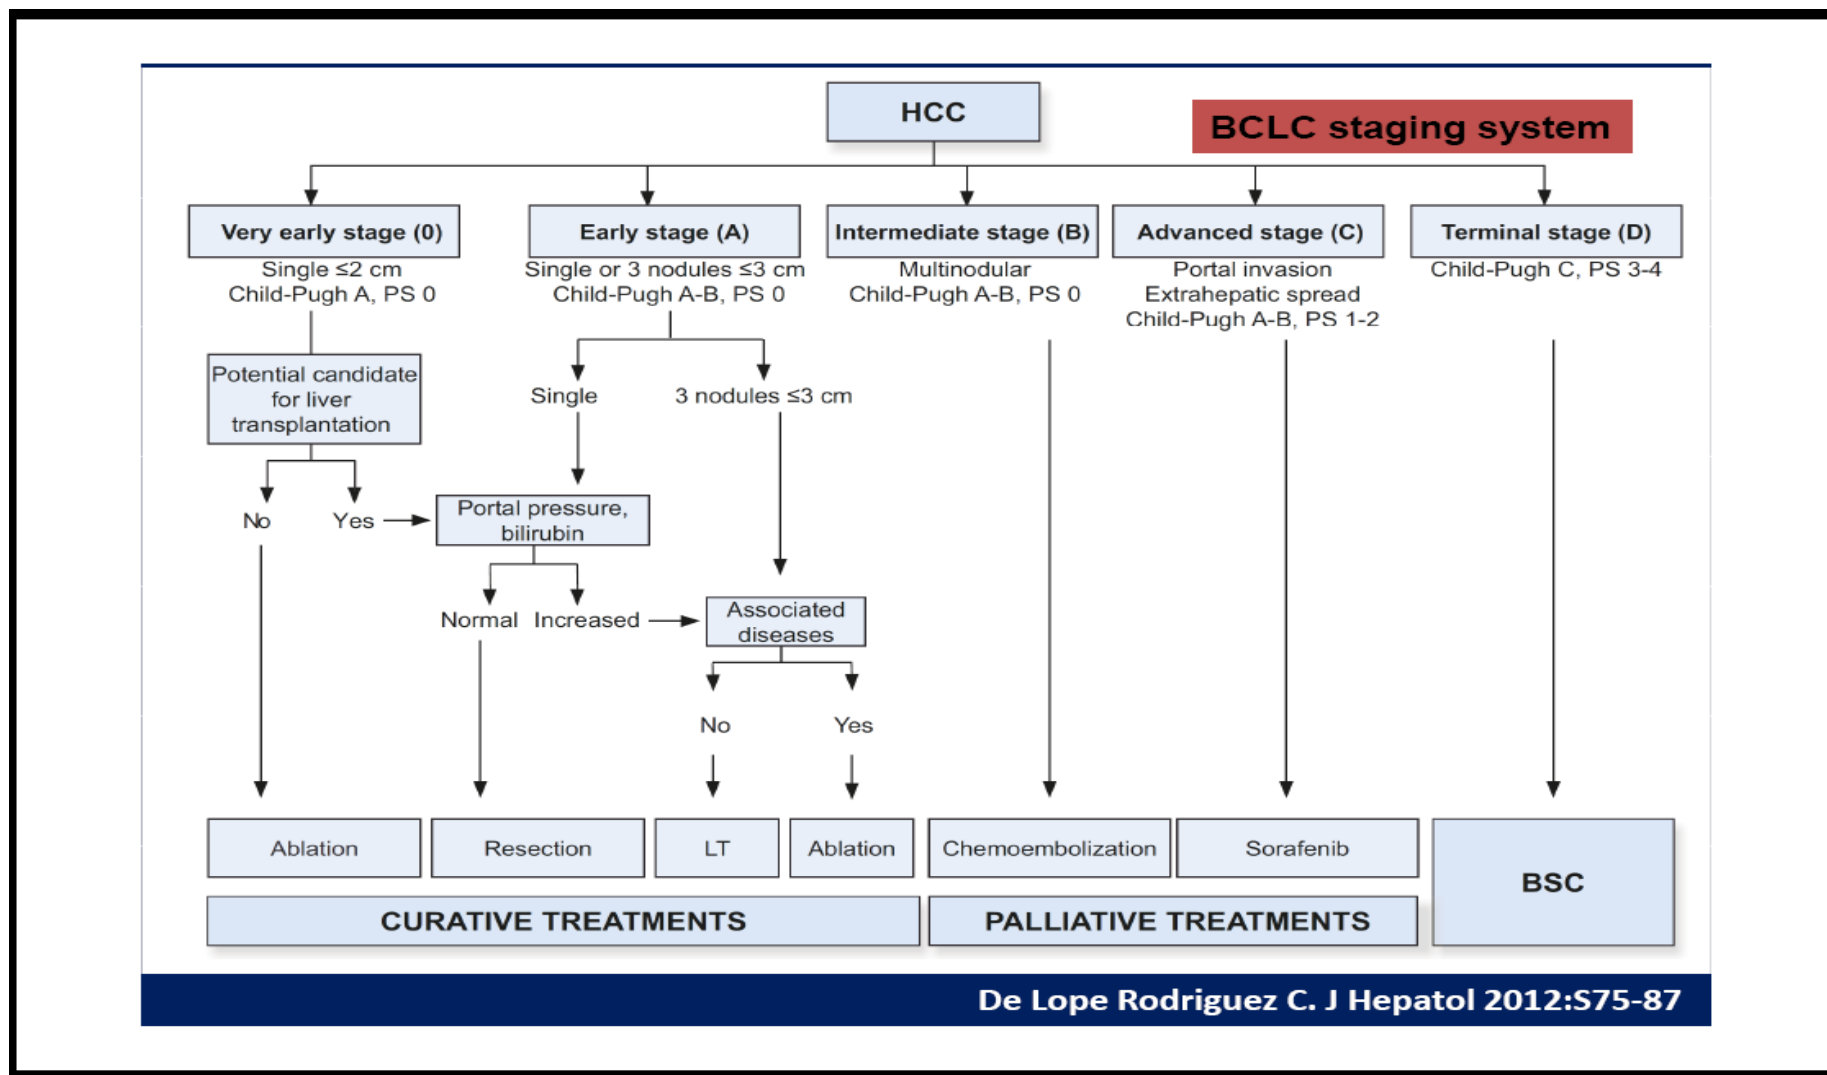 HCC
BCLC staging system
Very early stage (0)
Single ≤2 cm
Child-Pugh A, PS 0
Early stage (A)
Single or 3 nodules ≤3 cm
Child-Pugh A-B, PS 0
Intermediate stage (B)
Multinodular
Child-Pugh A-B, PS 0
Advanced stage (C)
Portal invasion
Extrahepatic spread
Child-Pugh A-B, PS 1-2
Terminal stage (D)
Child-Pugh C, PS 3-4
Potential candidate
for liver
transplantation
Single
3 nodules ≤3 cm
No
Yes
Portal pressure,
bilirubin
Normal
Increased
Associated
diseases
No
Yes
Ablation
Resection
LT
Ablation
Chemoembolization
Sorafenib
BSC
CURATIVE TREATMENTS
PALLIATIVE TREATMENTS
De Lope Rodriguez C. J Hepatol 2012:S75-87